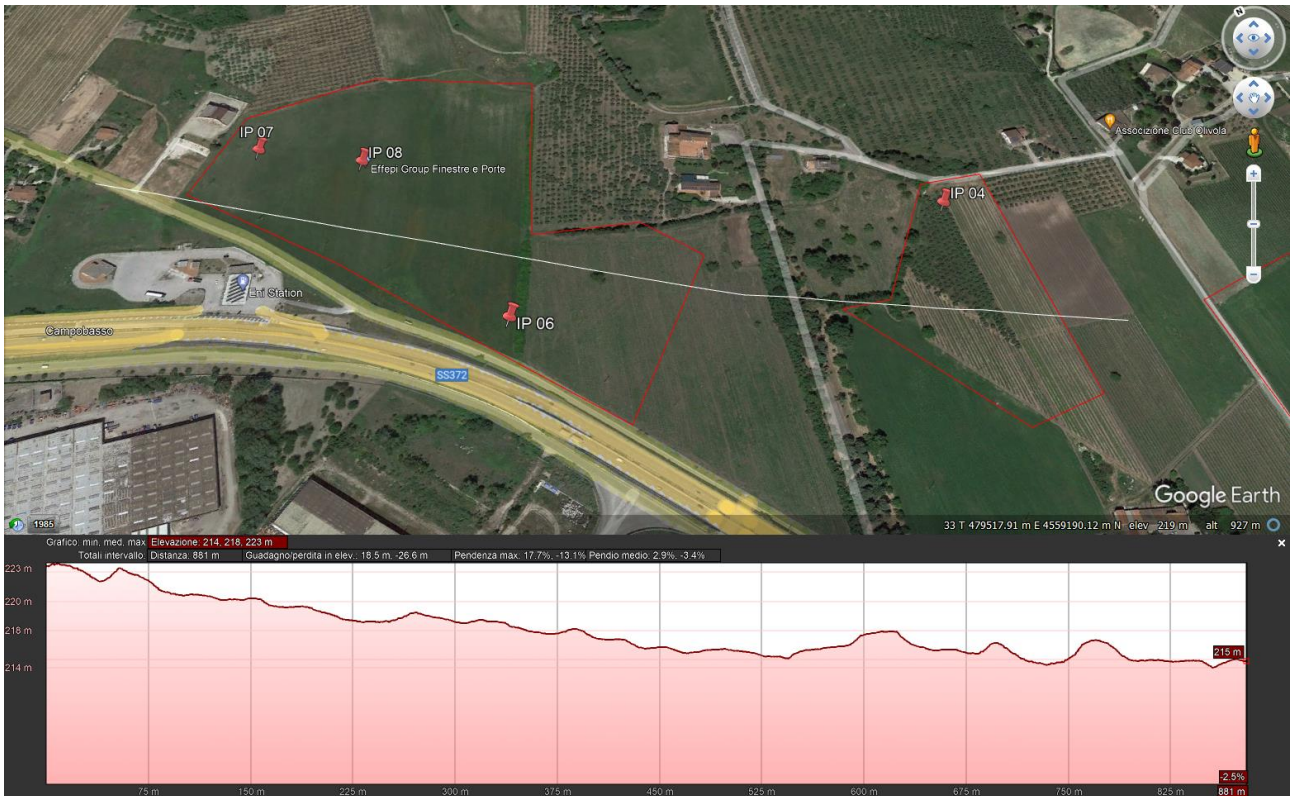 N
IP 07
IP 08
Effepi Group Finestre e Porte
Associzione Club Olivola
IP 04
Eni Station
IP 06
Campobasso
SS372
Google Earth
1985
33 T 479517.91 m E 4559190.12 m N elev 219 m alt 927 m
Grafico: min, med, max Elevazione: 214, 218, 223 m
Totali intervallo: Distanza: 881 m Guadagno/perdita in elev.: 18.5 m, -26.6 m Pendenza max: 17.7%, -13.1% Pendio medio: 2.9%, -3.4%
223 m
220 m
218 m
214 m
215 m
-2.5%
75 m 150 m 225 m 300 m 375 m 450 m 525 m 600 m 675 m 750 m 825 m 881 m